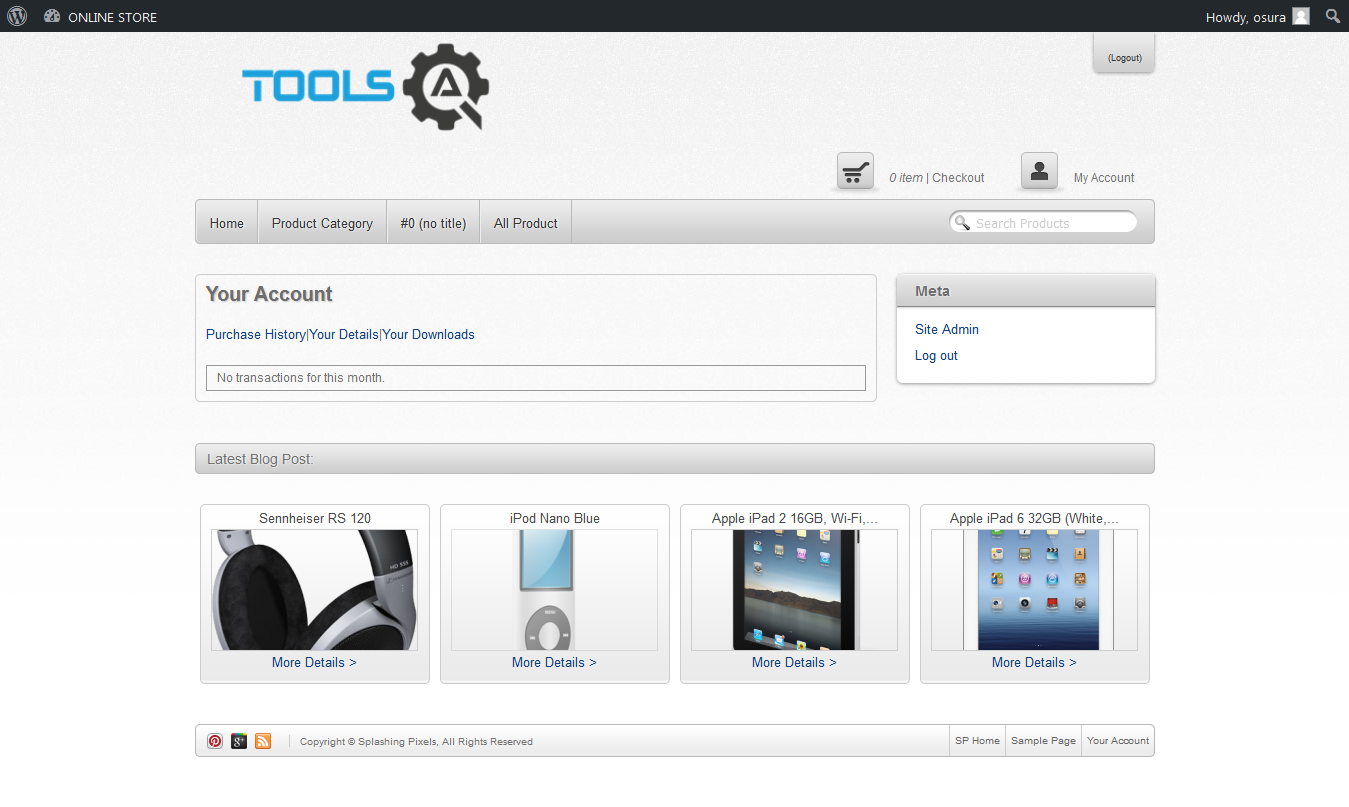 ONLINE STORE
Howdy, osura
(Logout)
TOOLS QA
0 item | Checkout
My Account
Home
Product Category
#0 (no title)
All Product
Search Products
Your Account
Purchase History|Your Details|Your Downloads
No transactions for this month.
Meta
Site Admin
Log out
Latest Blog Post:
Sennheiser RS 120
iPod Nano Blue
Apple iPad 2 16GB, Wi-Fi,...
Apple iPad 6 32GB (White,...
HD 555
MENU
More Details >
More Details >
More Details >
More Details >
Copyright © Splashing Pixels, All Rights Reserved
SP Home
Sample Page
Your Account